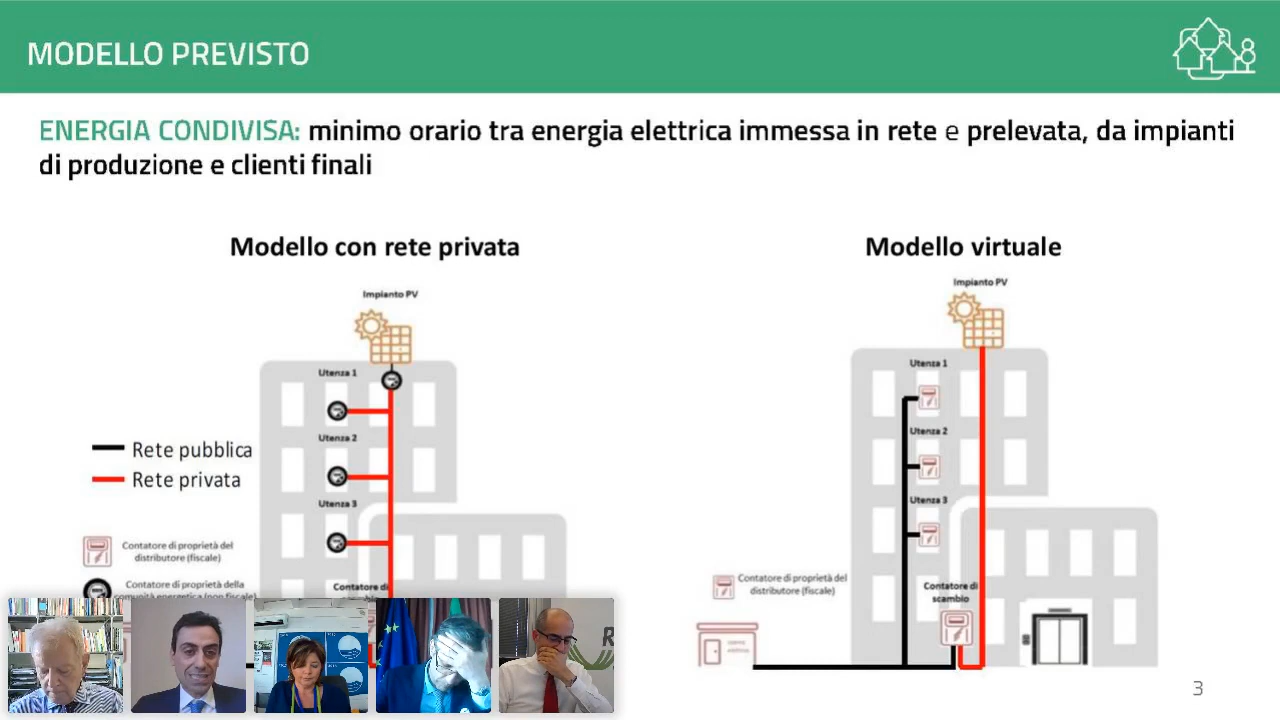 MODELLO PREVISTO
ENERGIA CONDIVISA: minimo orario tra energia elettrica immessa in rete e prelevata, da impianti
di produzione e clienti finali
Modello con rete privata
Impianto PV
Utenza 1
Utenza 2
Utenza 3
Rete pubblica
Rete privata
Contatore di proprietà del
distributore (fiscale)
Contatore di proprietà della
comunità energetica (non fiscale)
Contatore di
Modello virtuale
Impianto PV
Utenza 1
Utenza 2
Utenza 3
Contatore di proprietà del
distributore (fiscale)
Contatore di
scambio
3